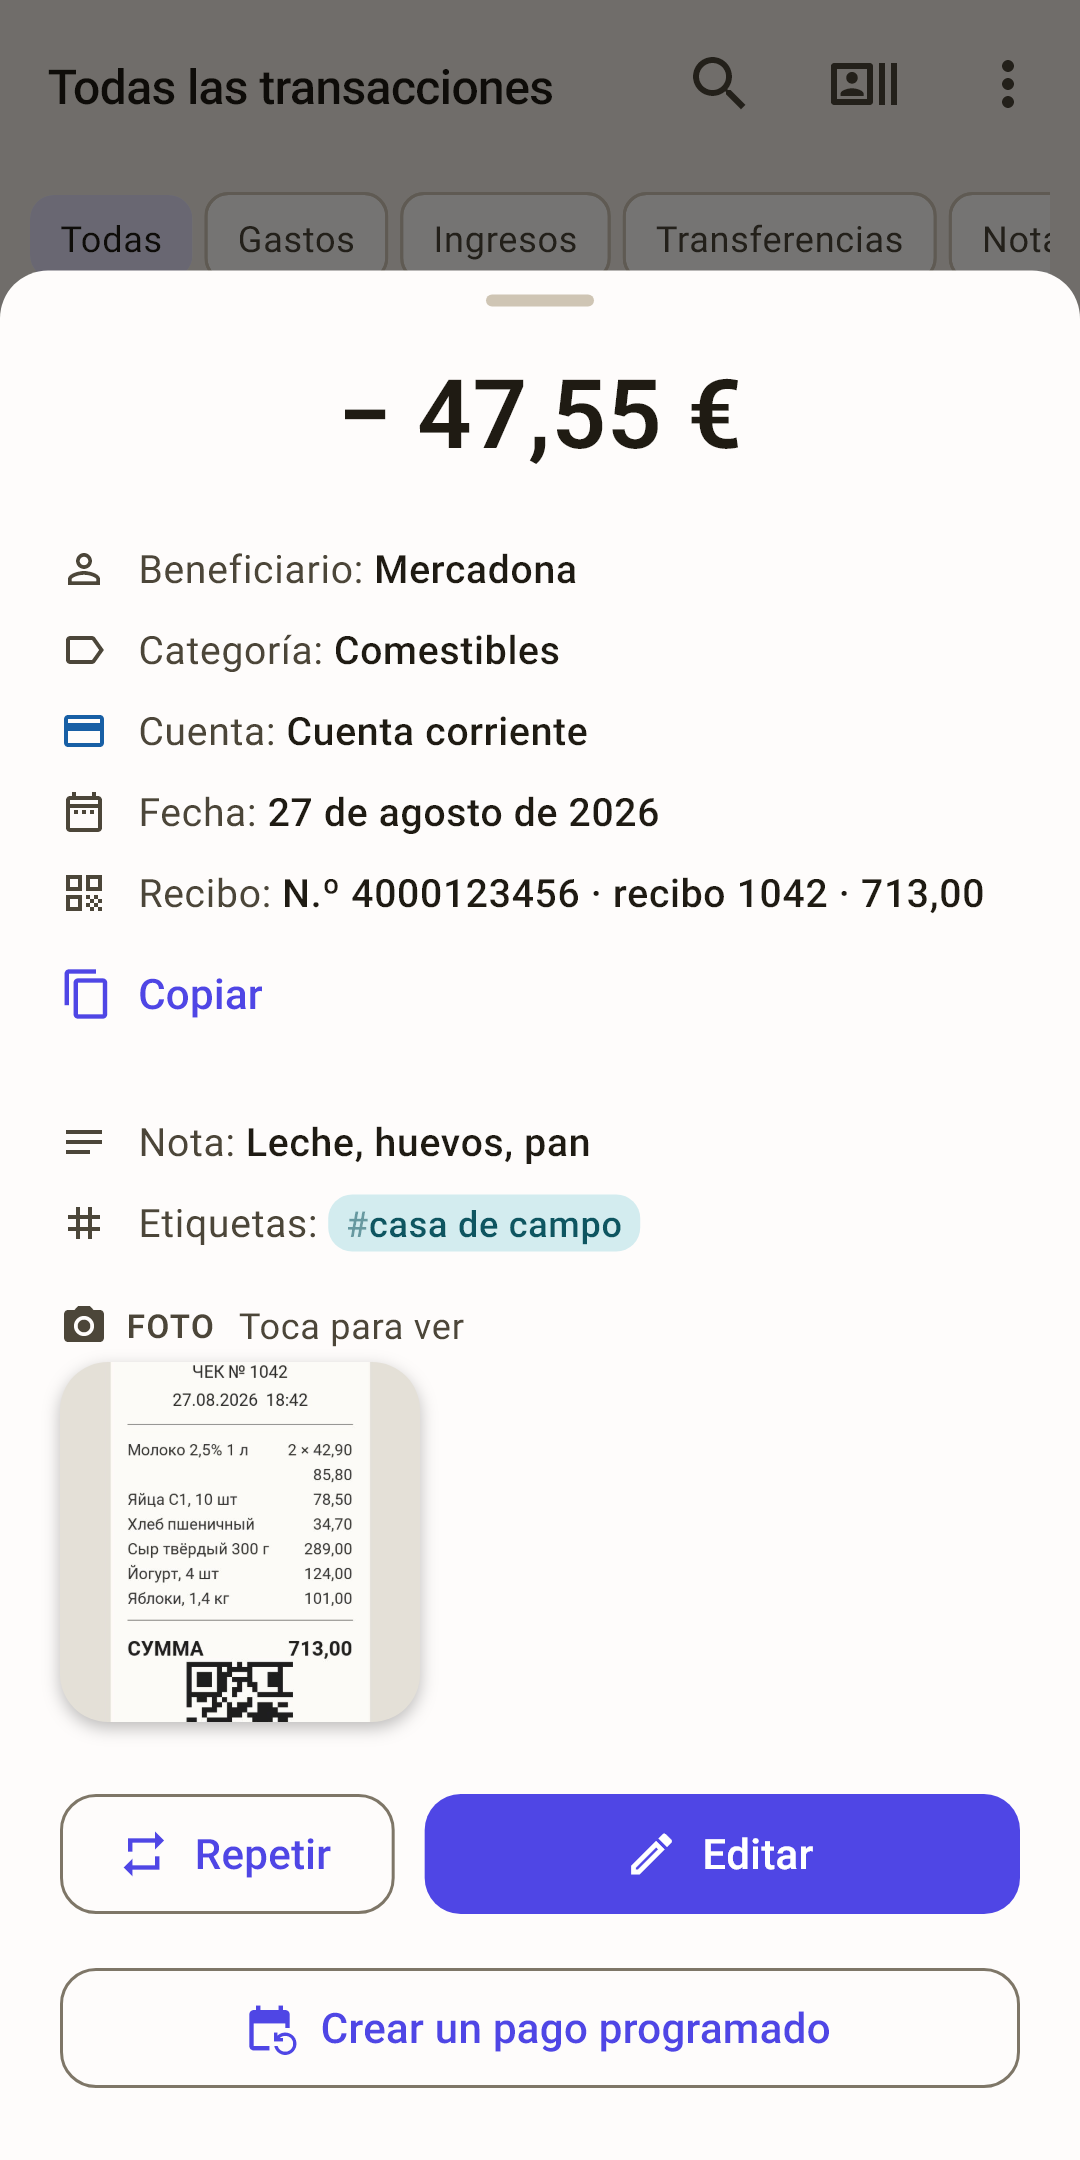 Todas las transacciones
Todas Gastos Ingresos Transferencias
− 47,55 €
Beneficiario: Mercadona
Categoría: Comestibles
Cuenta: Cuenta corriente
Fecha: 27 de agosto de 2026
Recibo: N.º 4000123456 · recibo 1042 · 713,00
Copiar
Nota: Leche, huevos, pan
Etiquetas: #casa de campo
FOTO Toca para ver
ЧЕК № 1042
27.08.2026 18:42
Молоко 2,5% 1 л 2 × 42,90
85,80
Яйца С1, 10 шт 78,50
Хлеб пшеничный 34,70
Сыр твёрдый 300 г 289,00
Йогурт, 4 шт 124,00
Яблоки, 1,4 кг 101,00
СУММА 713,00
Repetir Editar
Crear un pago programado